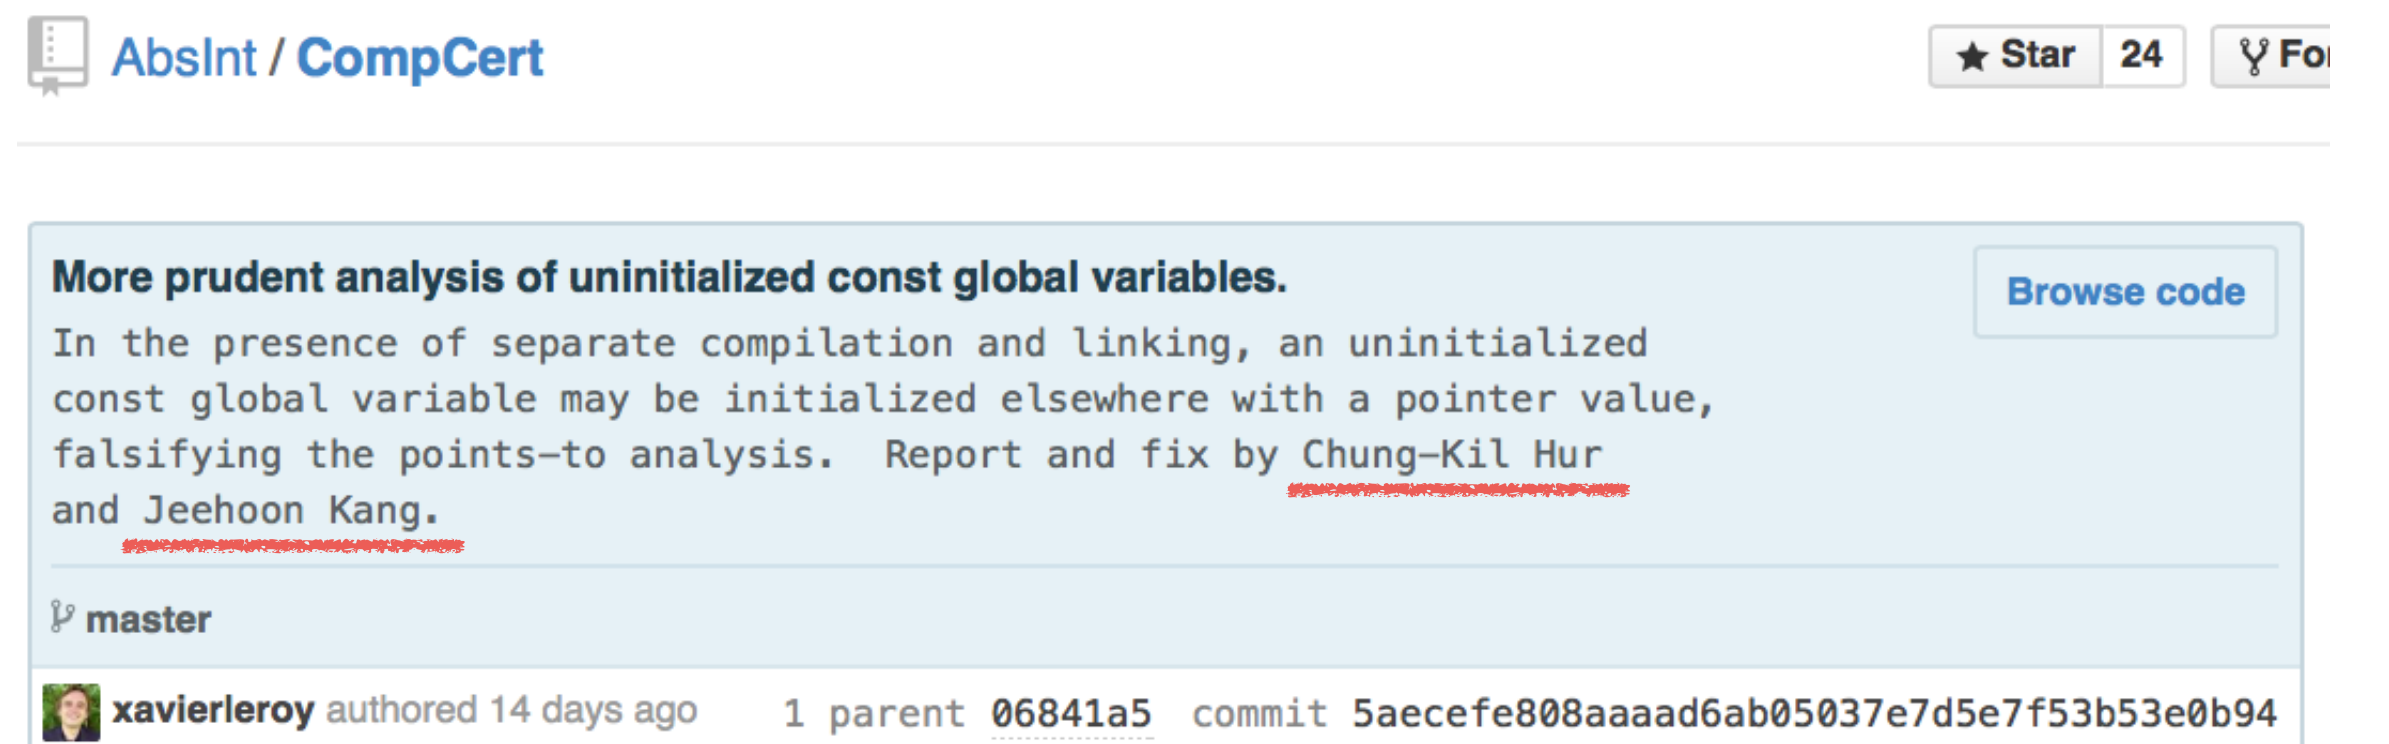 AbsInt / CompCert
Star 24
For
More prudent analysis of uninitialized const global variables.
Browse code
In the presence of separate compilation and linking, an uninitialized
const global variable may be initialized elsewhere with a pointer value,
falsifying the points-to analysis.  Report and fix by Chung-Kil Hur
and Jeehoon Kang.
master
xavierleroy authored 14 days ago 1 parent 06841a5 commit 5aecefe808aaaad6ab05037e7d5e7f53b53e0b94